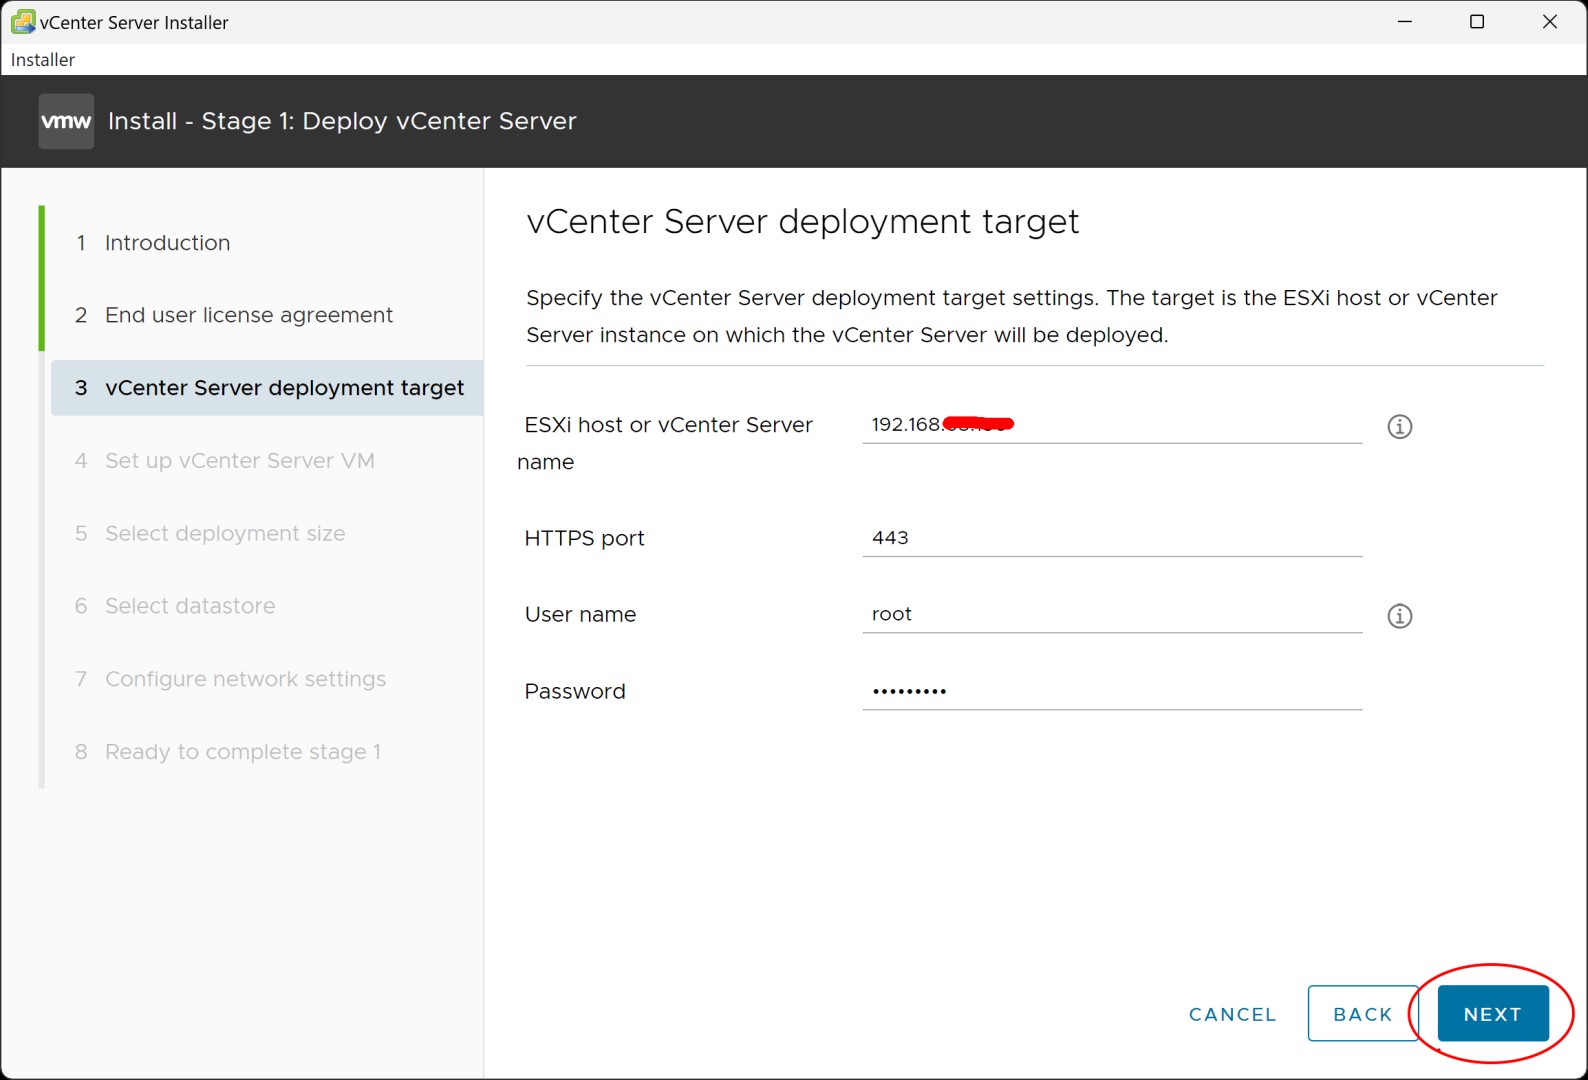 vCenter Server Installer
Installer
vmw Install - Stage 1: Deploy vCenter Server
1 Introduction
2 End user license agreement
3 vCenter Server deployment target
4 Set up vCenter Server VM
5 Select deployment size
6 Select datastore
7 Configure network settings
8 Ready to complete stage 1
vCenter Server deployment target
Specify the vCenter Server deployment target settings. The target is the ESXi host or vCenter
Server instance on which the vCenter Server will be deployed.
ESXi host or vCenter Server
name
192.168.
HTTPS port 443
User name root
Password •••••••••
CANCEL BACK NEXT